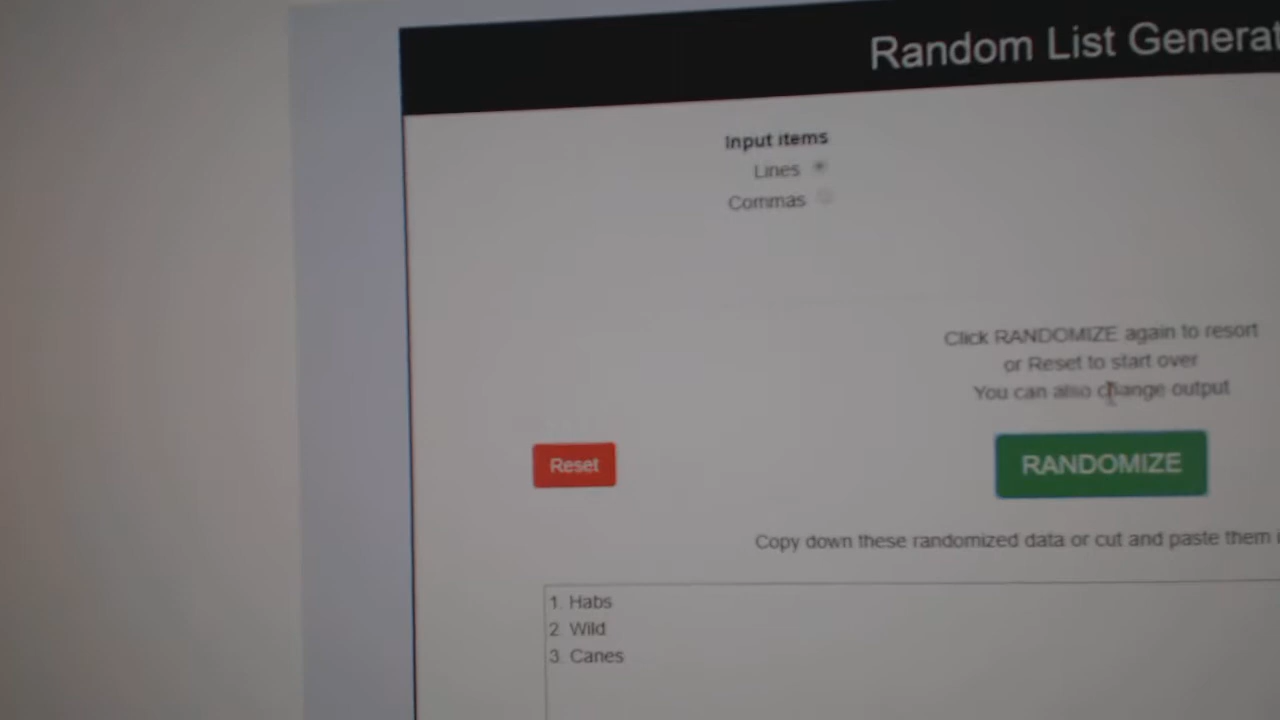 Random List Generat
Input items
Lines
Commas
Click RANDOMIZE again to resort
or Reset to start over
You can also change output
Reset
RANDOMIZE
Copy down these randomized data or cut and paste them
1. Habs
2. Wild
3. Canes